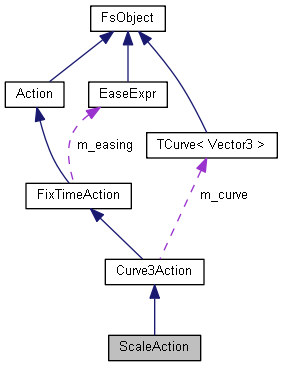 FsObject
Action
EaseExpr
m_easing
TCurve< Vector3 >
FixTimeAction
m_curve
Curve3Action
ScaleAction